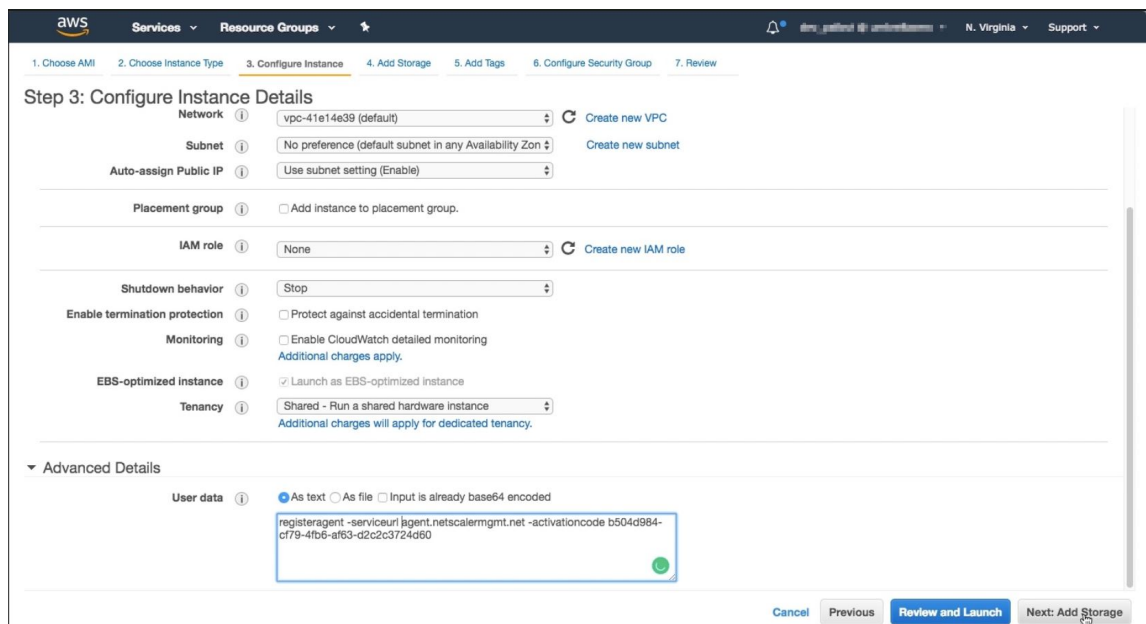 aws Services Resource Groups N. Virginia Support
1. Choose AMI 2. Choose Instance Type 3. Configure Instance 4. Add Storage 5. Add Tags 6. Configure Security Group 7. Review
Step 3: Configure Instance Details
Network i vpc-41e14e39 (default) Create new VPC
Subnet i No preference (default subnet in any Availability Zon Create new subnet
Auto-assign Public IP i Use subnet setting (Enable)
Placement group i Add instance to placement group.
IAM role i None Create new IAM role
Shutdown behavior i Stop
Enable termination protection i Protect against accidental termination
Monitoring i Enable CloudWatch detailed monitoring
Additional charges apply.
EBS-optimized instance i Launch as EBS-optimized instance
Tenancy i Shared - Run a shared hardware instance
Additional charges will apply for dedicated tenancy.
Advanced Details
User data i As text As file Input is already base64 encoded
registeragent -serviceurl agent.netscalermgmt.net -activationcode b504d984-
cf79-4fb6-af63-d2c2c3724d60
Cancel Previous Review and Launch Next: Add Storage